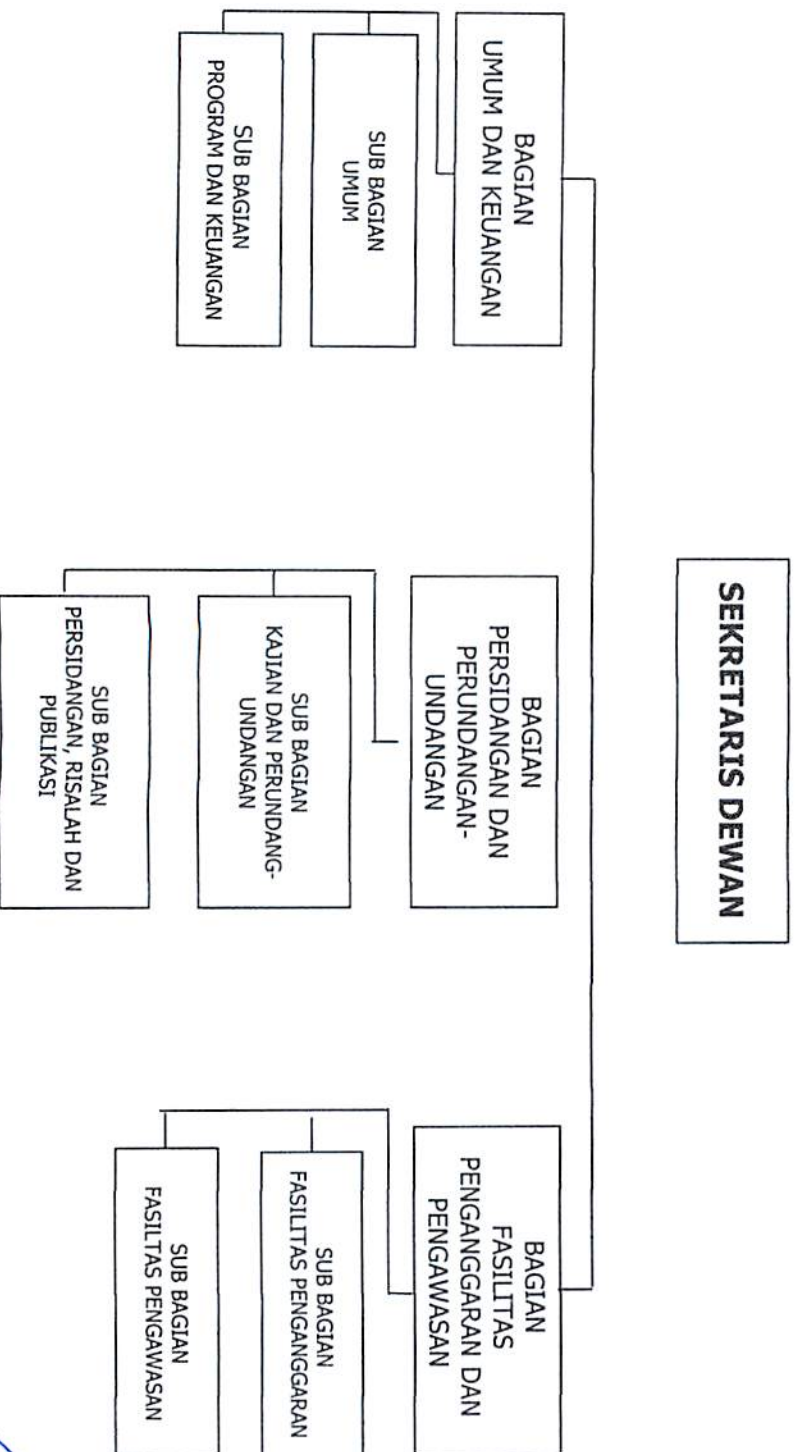 SEKRETARIS DEWAN
BAGIAN
UMUM DAN KEUANGAN
SUB BAGIAN
UMUM
SUB BAGIAN
PROGRAM DAN KEUANGAN
BAGIAN
PERSIDANGAN DAN
PERUNDANGAN-
UNDANGAN
SUB BAGIAN
KAJIAN DAN PERUNDANG-
UNDANGAN
SUB BAGIAN
PERSIDANGAN, RISALAH DAN
PUBLIKASI
BAGIAN
FASILITAS
PENGANGGARAN DAN
PENGAWASAN
SUB BAGIAN
FASILITAS PENGANGGARAN
SUB BAGIAN
FASILTAS PENGAWASAN